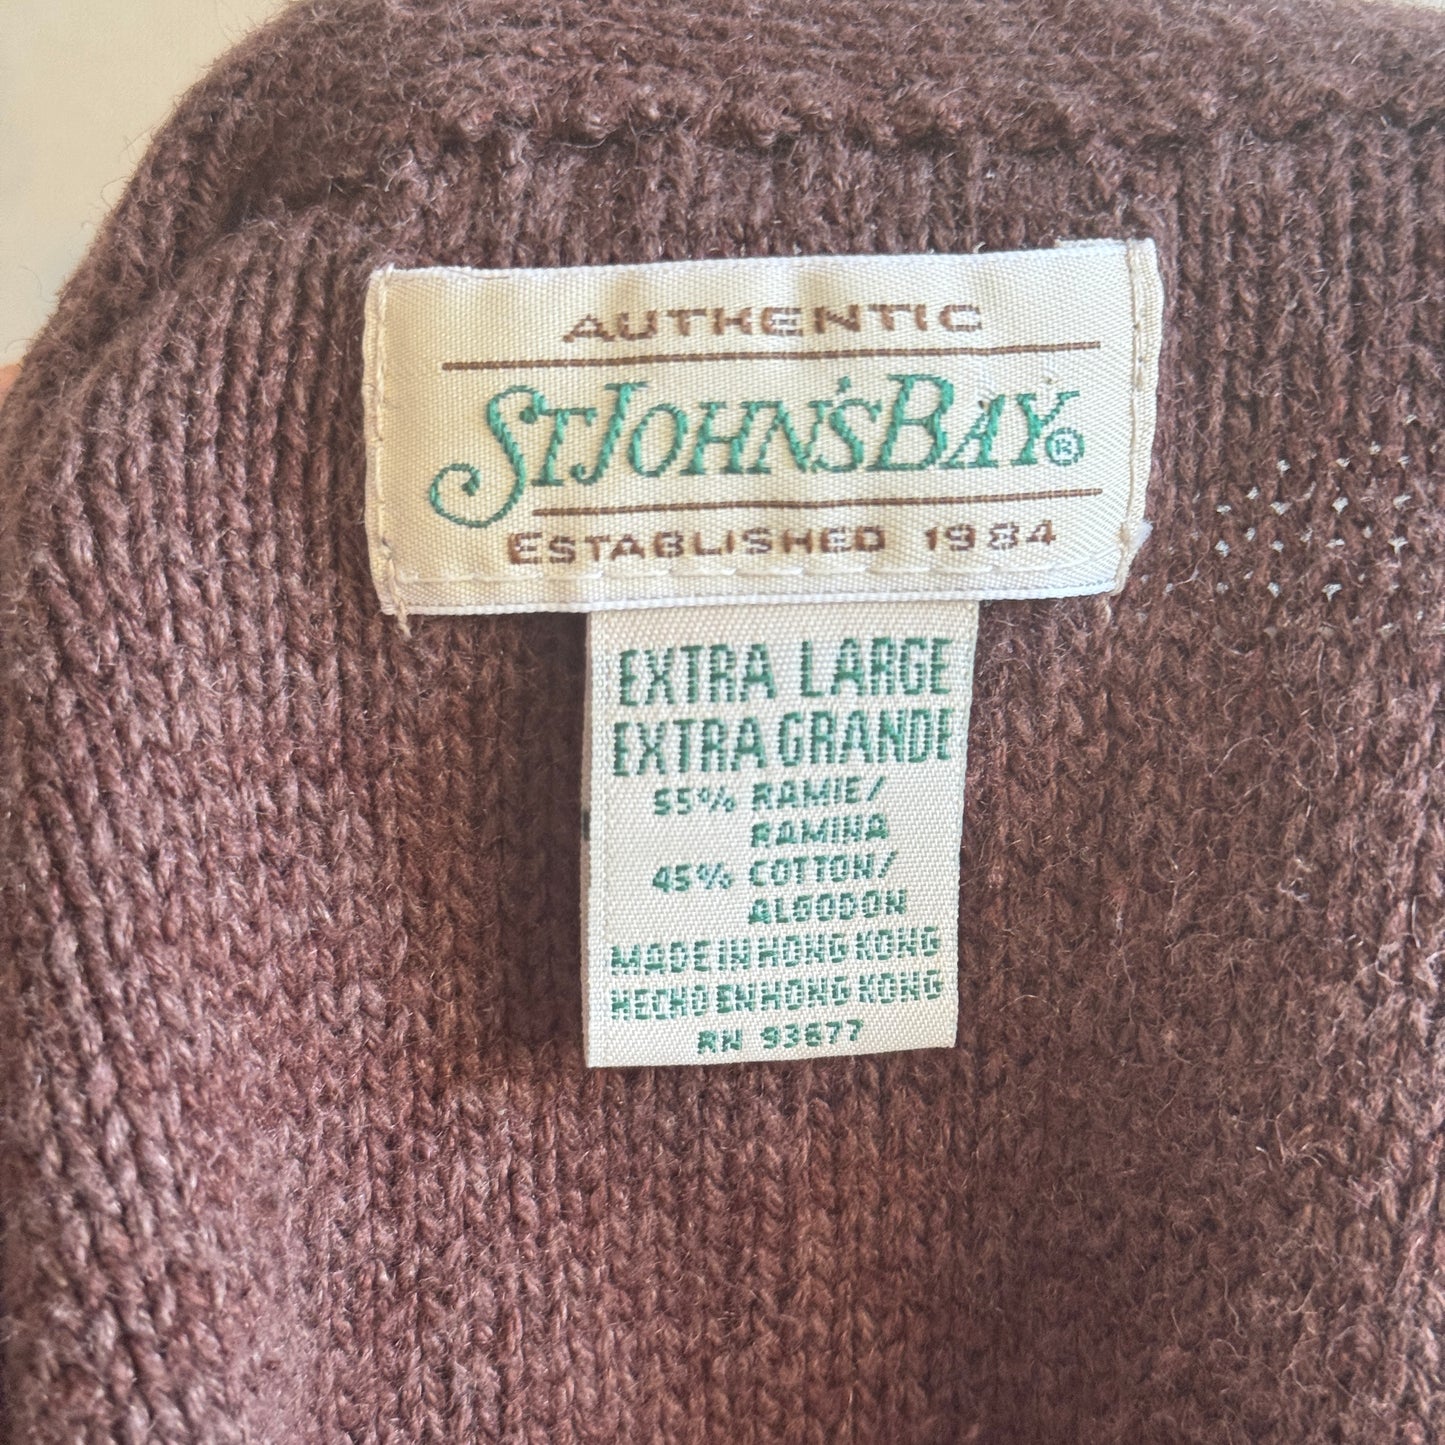 AUTHENTIC
ST JOHN'S BAY®
ESTABLISHED 1984
EXTRA LARGE
EXTRA GRANDE
55% RAMIE/
RAMINA
45% COTTON/
ALGODON
MADE IN HONG KONG
HECHO EN HONG KONG
RN 93677